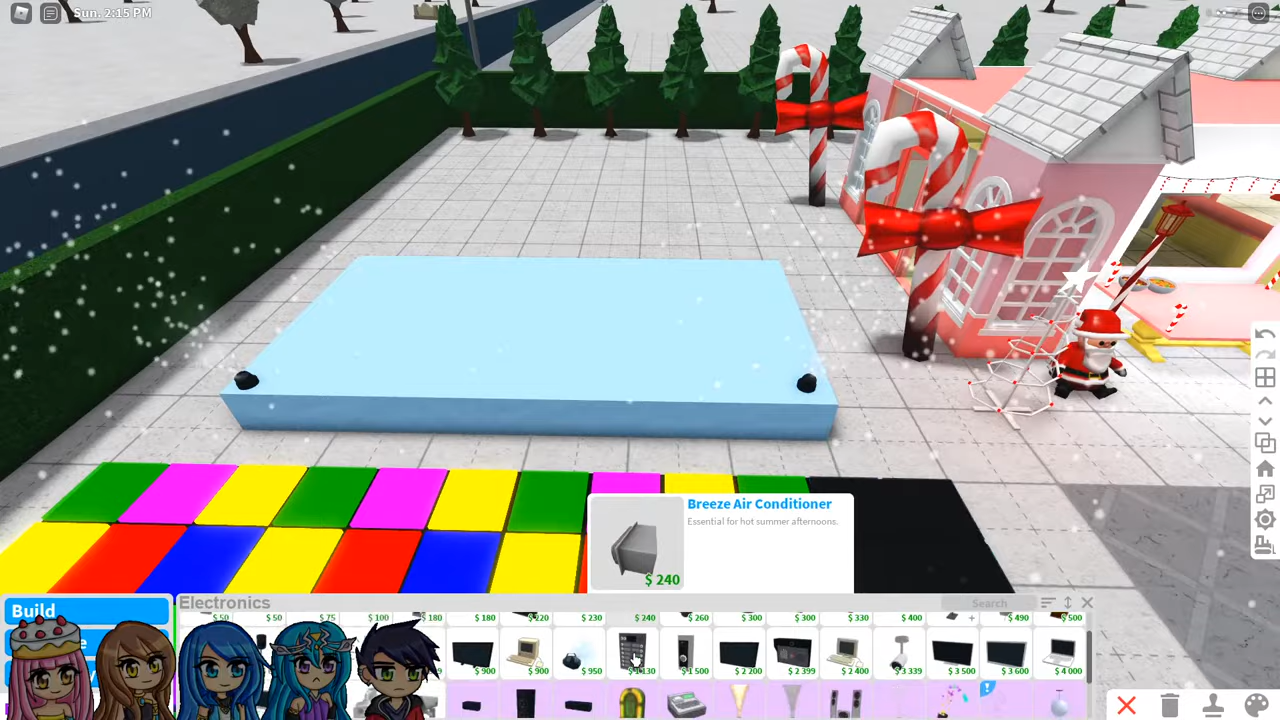 Sun. 2:15 PM
Breeze Air Conditioner
Essential for hot summer afternoons.
$ 240
Build
Electronics
Search
$ 50
$ 50
$ 75
$ 100
$ 180
$ 180
$ 230
$ 240
$ 260
$ 300
$ 300
$ 330
$ 400
$ 490
$ 500
$ 900
$ 900
$ 950
$ 1 500
$ 2 200
$ 2 399
$ 2 400
$ 3 339
$ 3 500
$ 3 600
$ 4 000